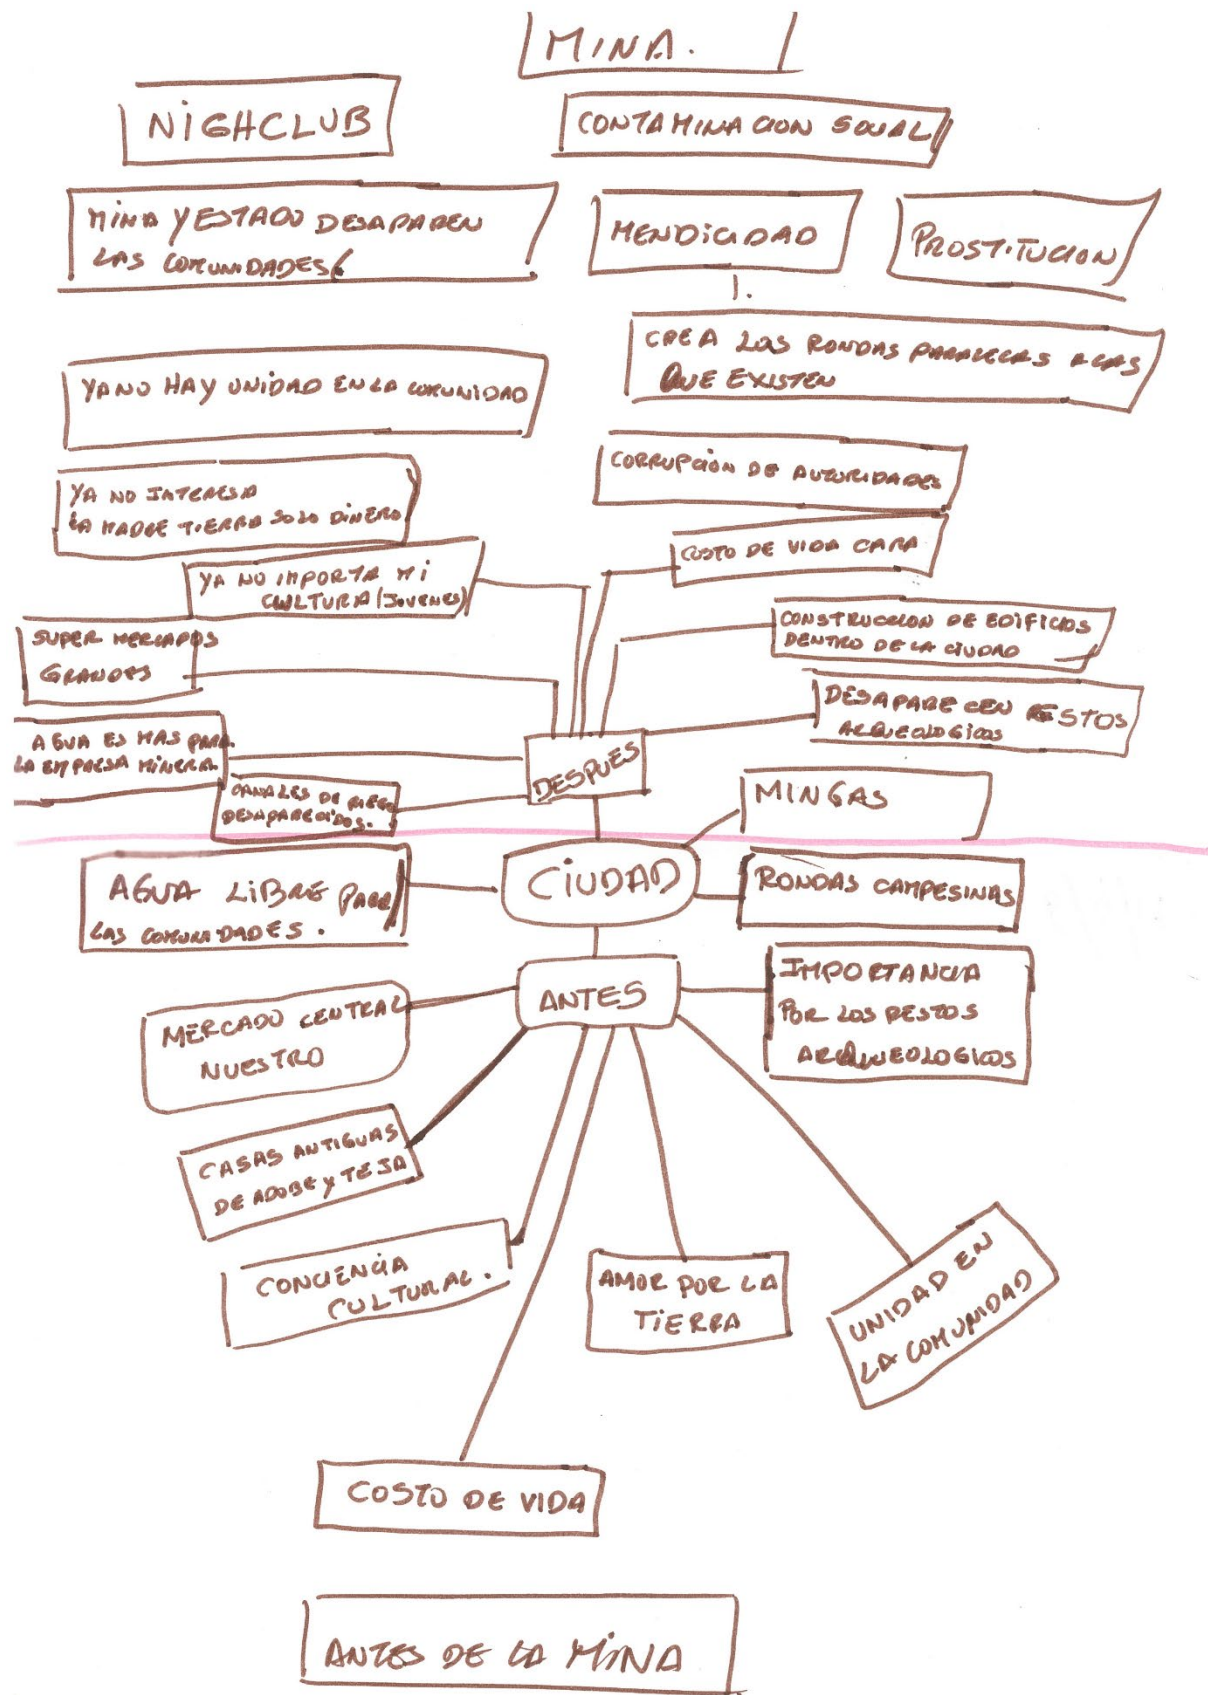 MINA.
NIGHCLUB
CONTAMINACION SOCIAL
MINA Y ESTADO DESAPAREN
LAS COMUNIDADES
MENDICIDAD
PROSTITUCION
CREA LAS RONDAS PARALELAS A LAS
QUE EXISTEN
YA NO HAY UNIDAD EN LA COMUNIDAD
CORRUPCIÓN DE AUTORIDADES
YA NO INTERESA
LA MADRE TIERRA SOLO DINERO
COSTO DE VIDA CARA
YA NO IMPORTA MI
CULTURA (JOVENES)
SUPER MERCADOS
GRANDES
CONSTRUCCION DE EDIFICIOS
DENTRO DE LA CIUDAD
DESAPARECEN RESTOS
ARQUEOLOGICOS
AGUA ES MAS PARA
LA EMPRESA MINERA
DESPUES
CANALES DE RIEGO
DESAPARECIDOS.
MINGAS
CIUDAD
AGUA LIBRE PARA
LAS COMUNIDADES.
RONDAS CAMPESINAS
ANTES
IMPORTANCIA
POR LOS RESTOS
ARQUEOLOGICOS
MERCADO CENTRAL
NUESTRO
CASAS ANTIGUAS
DE ADOBE Y TEJA
CONCIENCIA
CULTURAL.
AMOR POR LA
TIERRA
UNIDAD EN
LA COMUNIDAD
COSTO DE VIDA
ANTES DE LA MINA